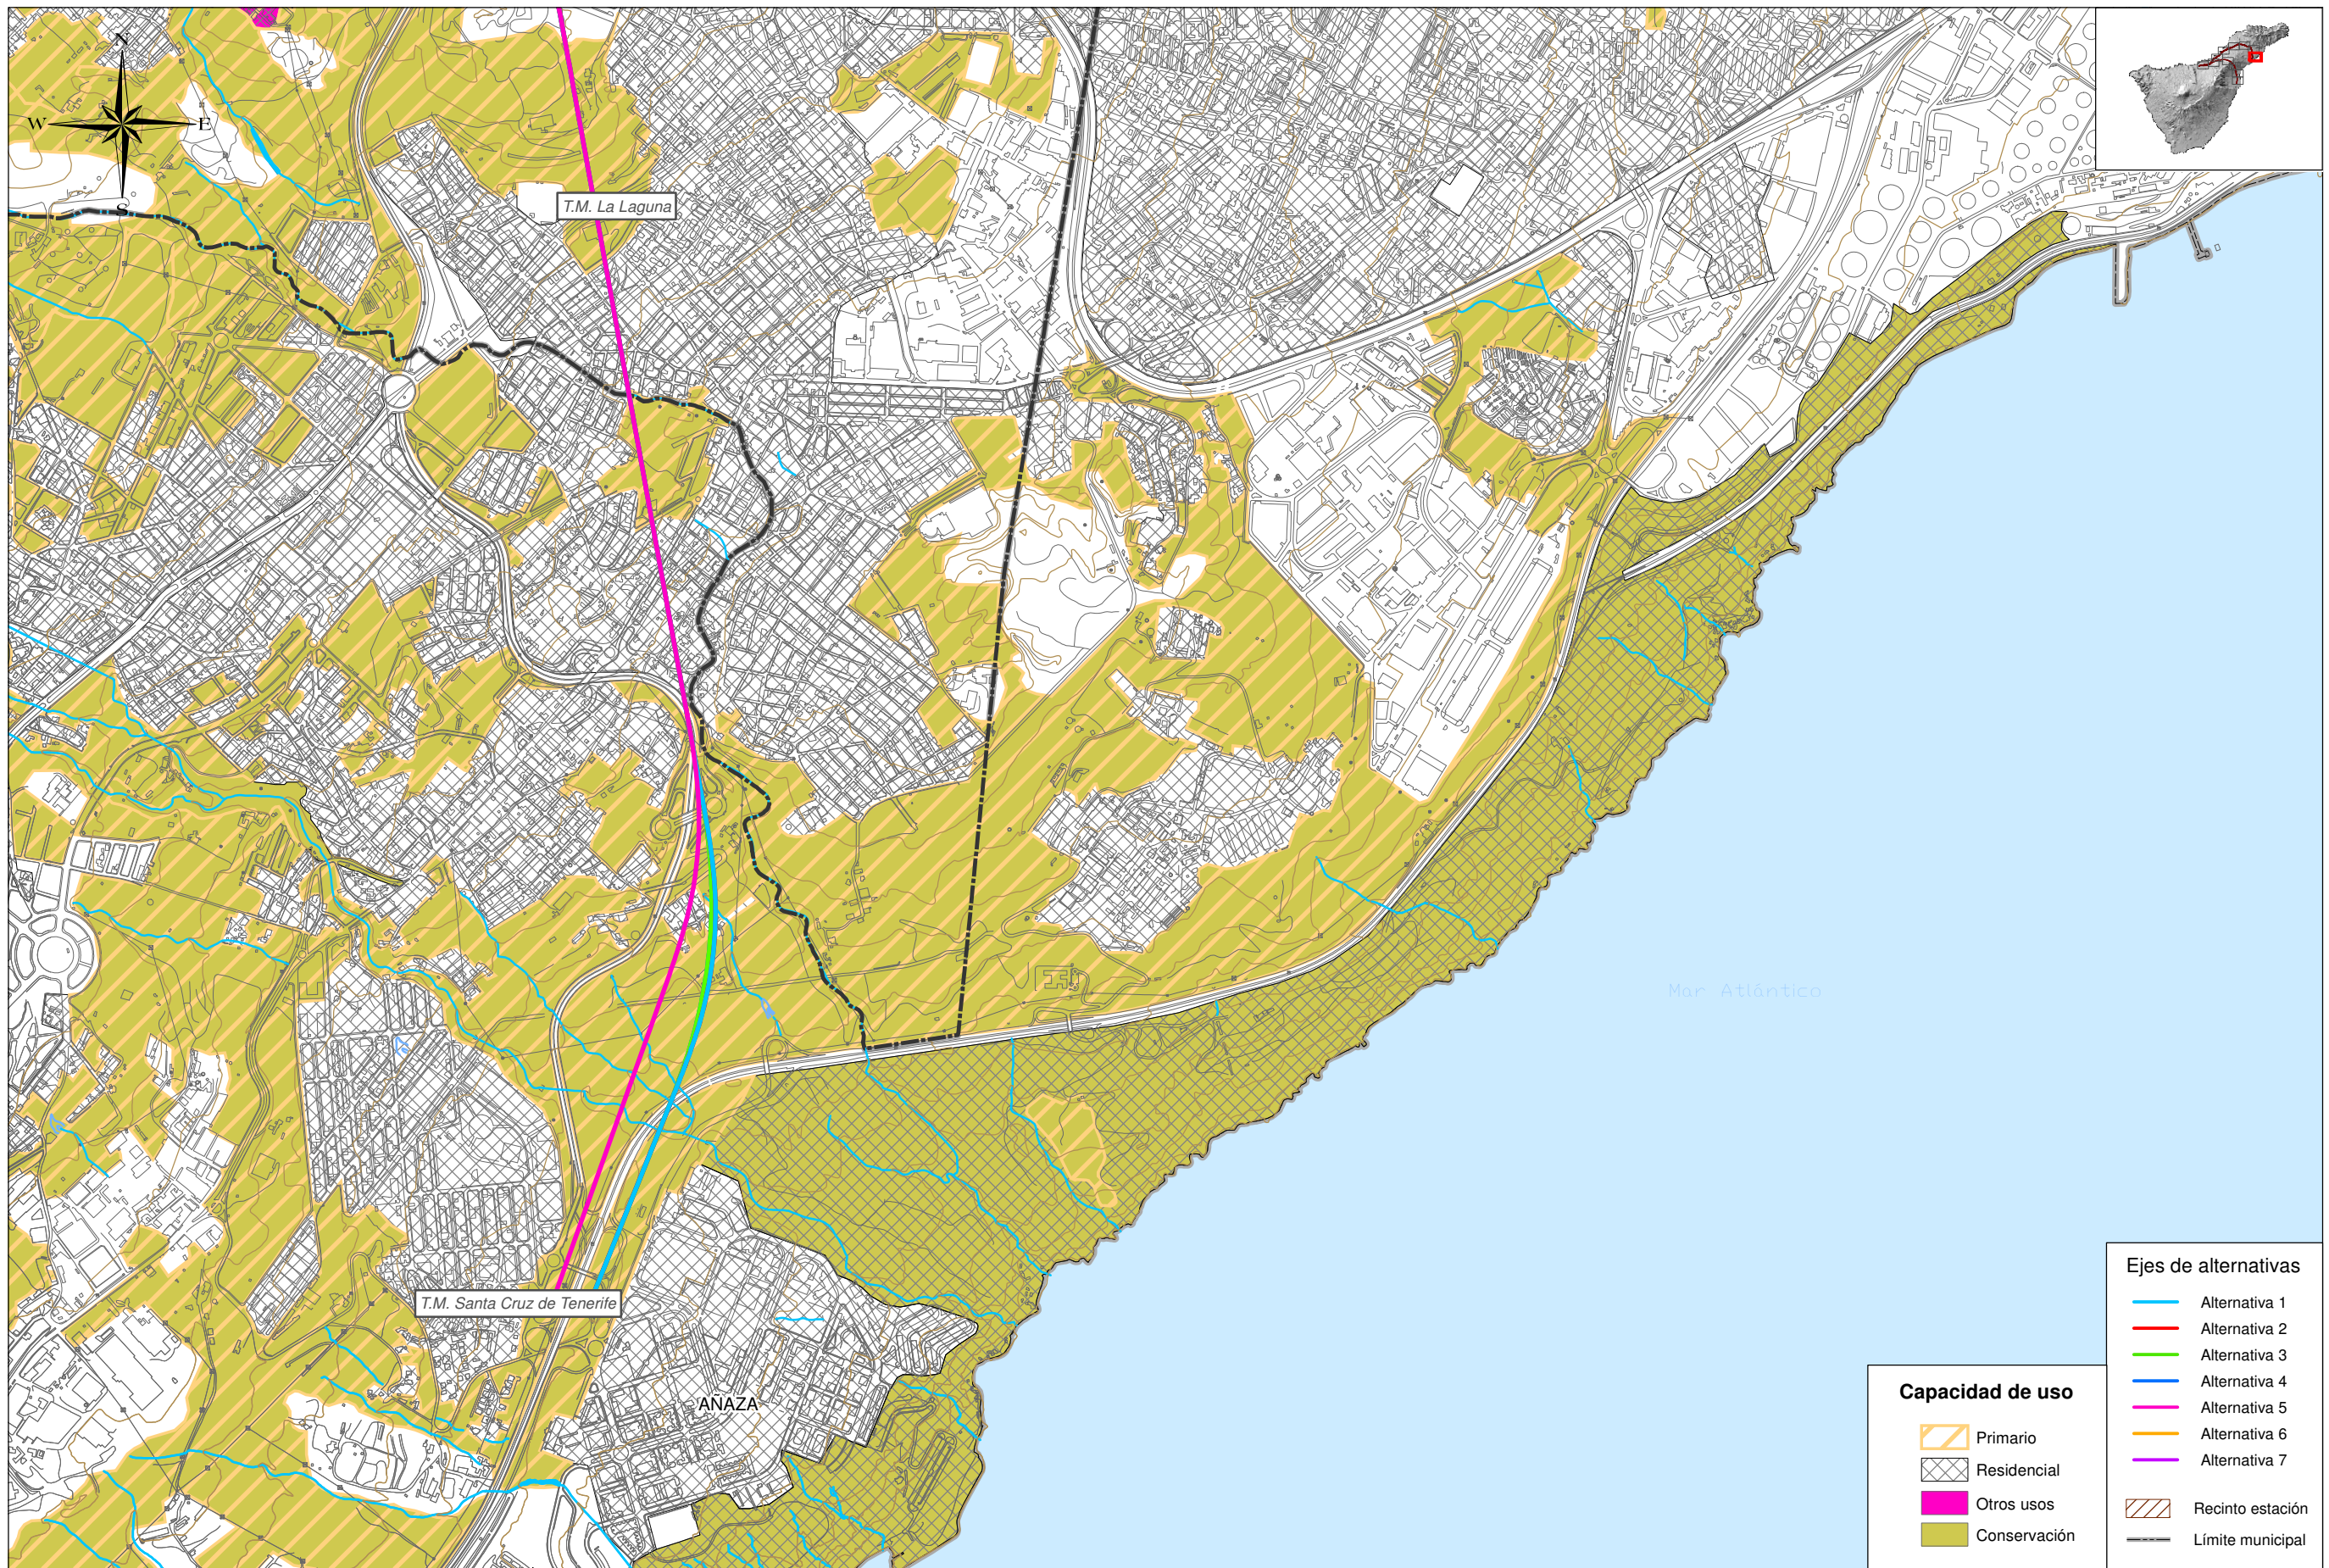 N
W E
S
T.M. La Laguna
Mar Atlántico
T.M. Santa Cruz de Tenerife
AÑAZA
Capacidad de uso
Primario
Residencial
Otros usos
Conservación
Ejes de alternativas
Alternativa 1
Alternativa 2
Alternativa 3
Alternativa 4
Alternativa 5
Alternativa 6
Alternativa 7
Recinto estación
Límite municipal